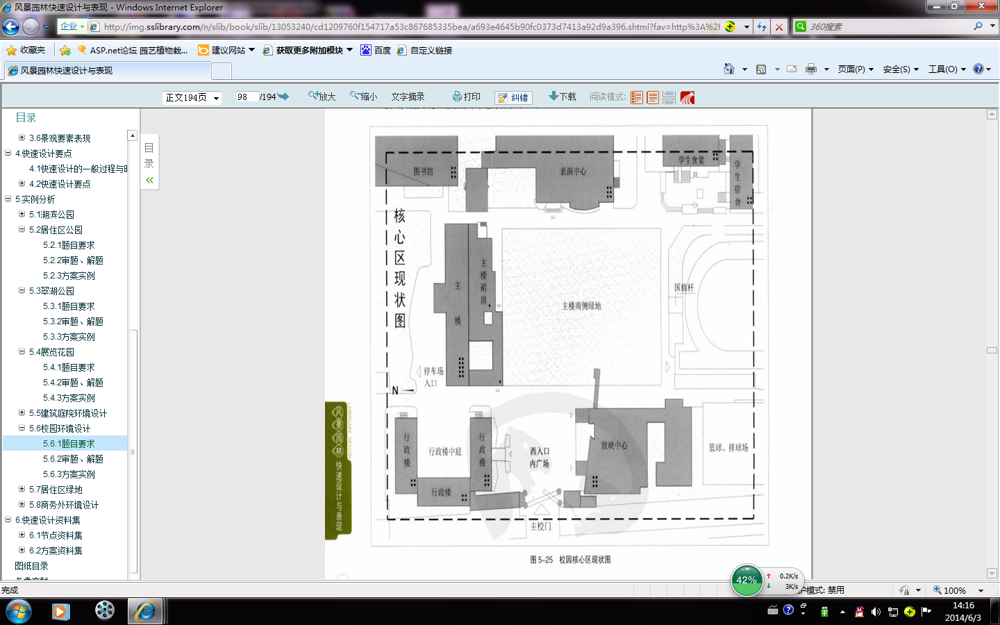 风景园林快速设计与表现 - Windows Internet Explorer
企业
http://img.sslibrary.com/n/slib/book/slib/13053240/cd1209760f154717a53c867685335bea/a693e4645b90fc0373d7413a92d9a396.shtml?fav=http%3A%2F
360搜索
收藏夹
ASP.net论坛 园艺植物栽...
建议网站
获取更多附加模块
百度
自定义链接
风景园林快速设计与表现
页面(P)
安全(S)
工具(O)
正文194页
98 /194
放大
缩小
文字摘录
打印
纠错
下载
阅读模式:
目录
3.6景观要素表现
4.快速设计要点
4.1快速设计的一般过程与
4.2快速设计要点
5.实例分析
5.1湖滨公园
5.2居住区公园
5.2.1题目要求
5.2.2审题、解题
5.2.3方案实例
5.3翠湖公园
5.3.1题目要求
5.3.2审题、解题
5.3.3方案实例
5.4展览花园
5.4.1题目要求
5.4.2审题、解题
5.4.3方案实例
5.5建筑庭院环境设计
5.6校园环境设计
5.6.1题目要求
5.6.2审题、解题
5.6.3方案实例
5.7居住区绿地
5.8商务外环境设计
6.快速设计资料集
6.1节点资料集
6.2方案资料集
图纸目录
目录
图书馆
表演中心
学生食堂
学生宿舍
核心区现状图
主楼
主楼裙房
主楼南侧绿地
国旗杆
停车场
入口
N
行政楼
行政楼中庭
行政楼
行政楼
西入口
内广场
放映中心
篮球、排球场
主校门
风景园林
LANDSCAPE DESIGN
快速设计与表现
图 5-25 校园核心区现状图
完成
42%
0.2K/s
3K/s
户模式: 禁用
100%
14:16
2014/6/3